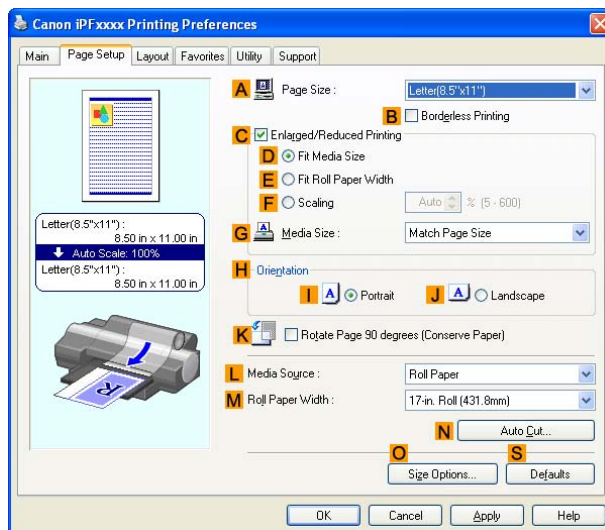 Canon iPFxxxx Printing Preferences
Main Page Setup Layout Favorites Utility Support
A Page Size : Letter(8.5"x11")
B Borderless Printing
C Enlarged/Reduced Printing
D Fit Media Size
E Fit Roll Paper Width
F Scaling Auto % (5 - 600)
G Media Size : Match Page Size
Letter(8.5"x11") :
8.50 in x 11.00 in
Auto Scale: 100%
Letter(8.5"x11") :
8.50 in x 11.00 in
H Orientation
I A Portrait J A Landscape
K Rotate Page 90 degrees (Conserve Paper)
R
L Media Source : Roll Paper
M Roll Paper Width : 17-in. Roll (431.8mm)
N Auto Cut...
O S
Size Options... Defaults
OK Cancel Apply Help